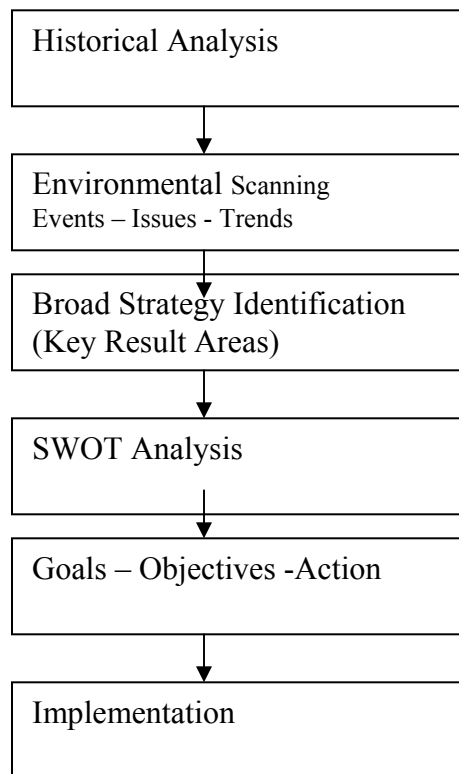 Historical Analysis
Environmental Scanning
Events – Issues - Trends
Broad Strategy Identification
(Key Result Areas)
SWOT Analysis
Goals – Objectives -Action
Implementation